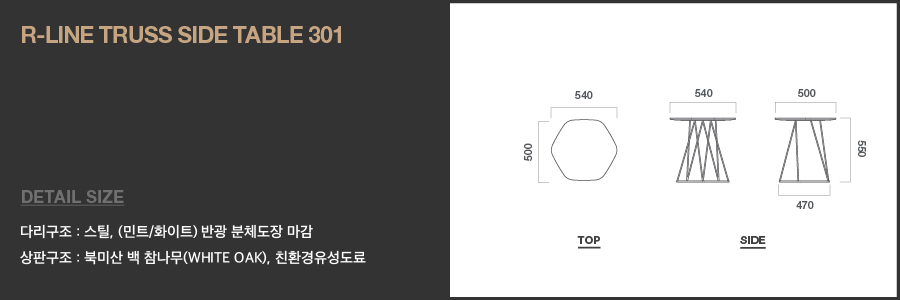 R-LINE TRUSS SIDE TABLE 301
DETAIL SIZE
다리구조 : 스틸, (민트/화이트) 반광 분체도장 마감
상판구조 : 북미산 백 참나무(WHITE OAK), 친환경유성도료
540
540
500
500
550
470
TOP
SIDE